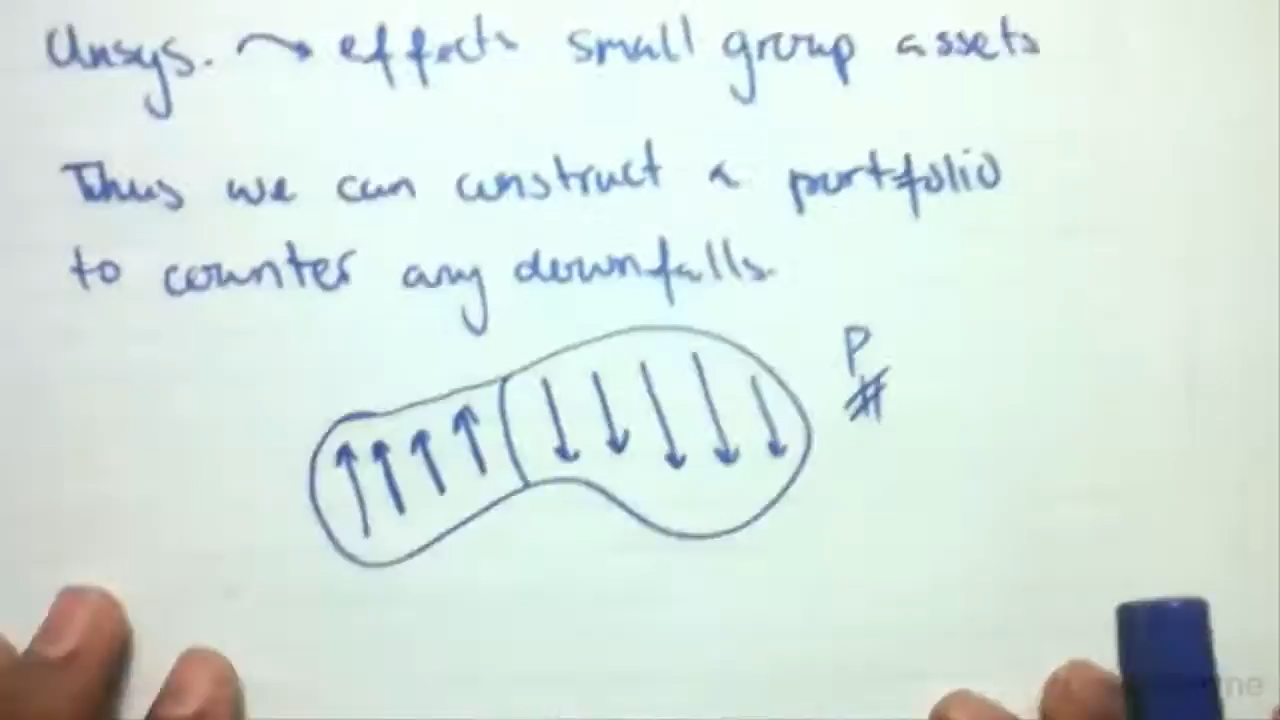 Unsys. → effects small group assets
Thus we can construct a portfolio
to counter any downfalls.
P